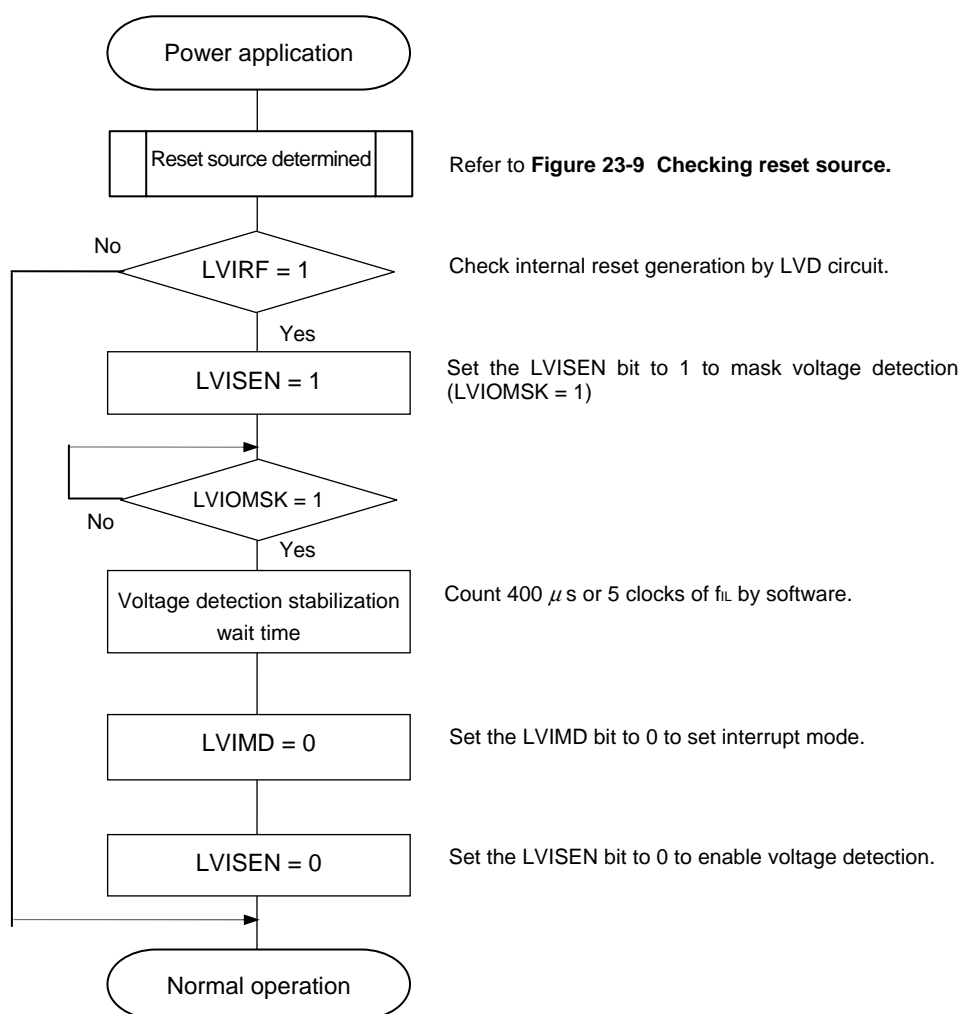 Power application
Reset source determined
Refer to Figure 23-9 Checking reset source.
No
LVIRF = 1
Check internal reset generation by LVD circuit.
Yes
LVISEN = 1
Set the LVISEN bit to 1 to mask voltage detection
(LVIOMSK = 1)
LVIOMSK = 1
No
Yes
Voltage detection stabilization
wait time
Count 400 μs or 5 clocks of fIL by software.
LVIMD = 0
Set the LVIMD bit to 0 to set interrupt mode.
LVISEN = 0
Set the LVISEN bit to 0 to enable voltage detection.
Normal operation